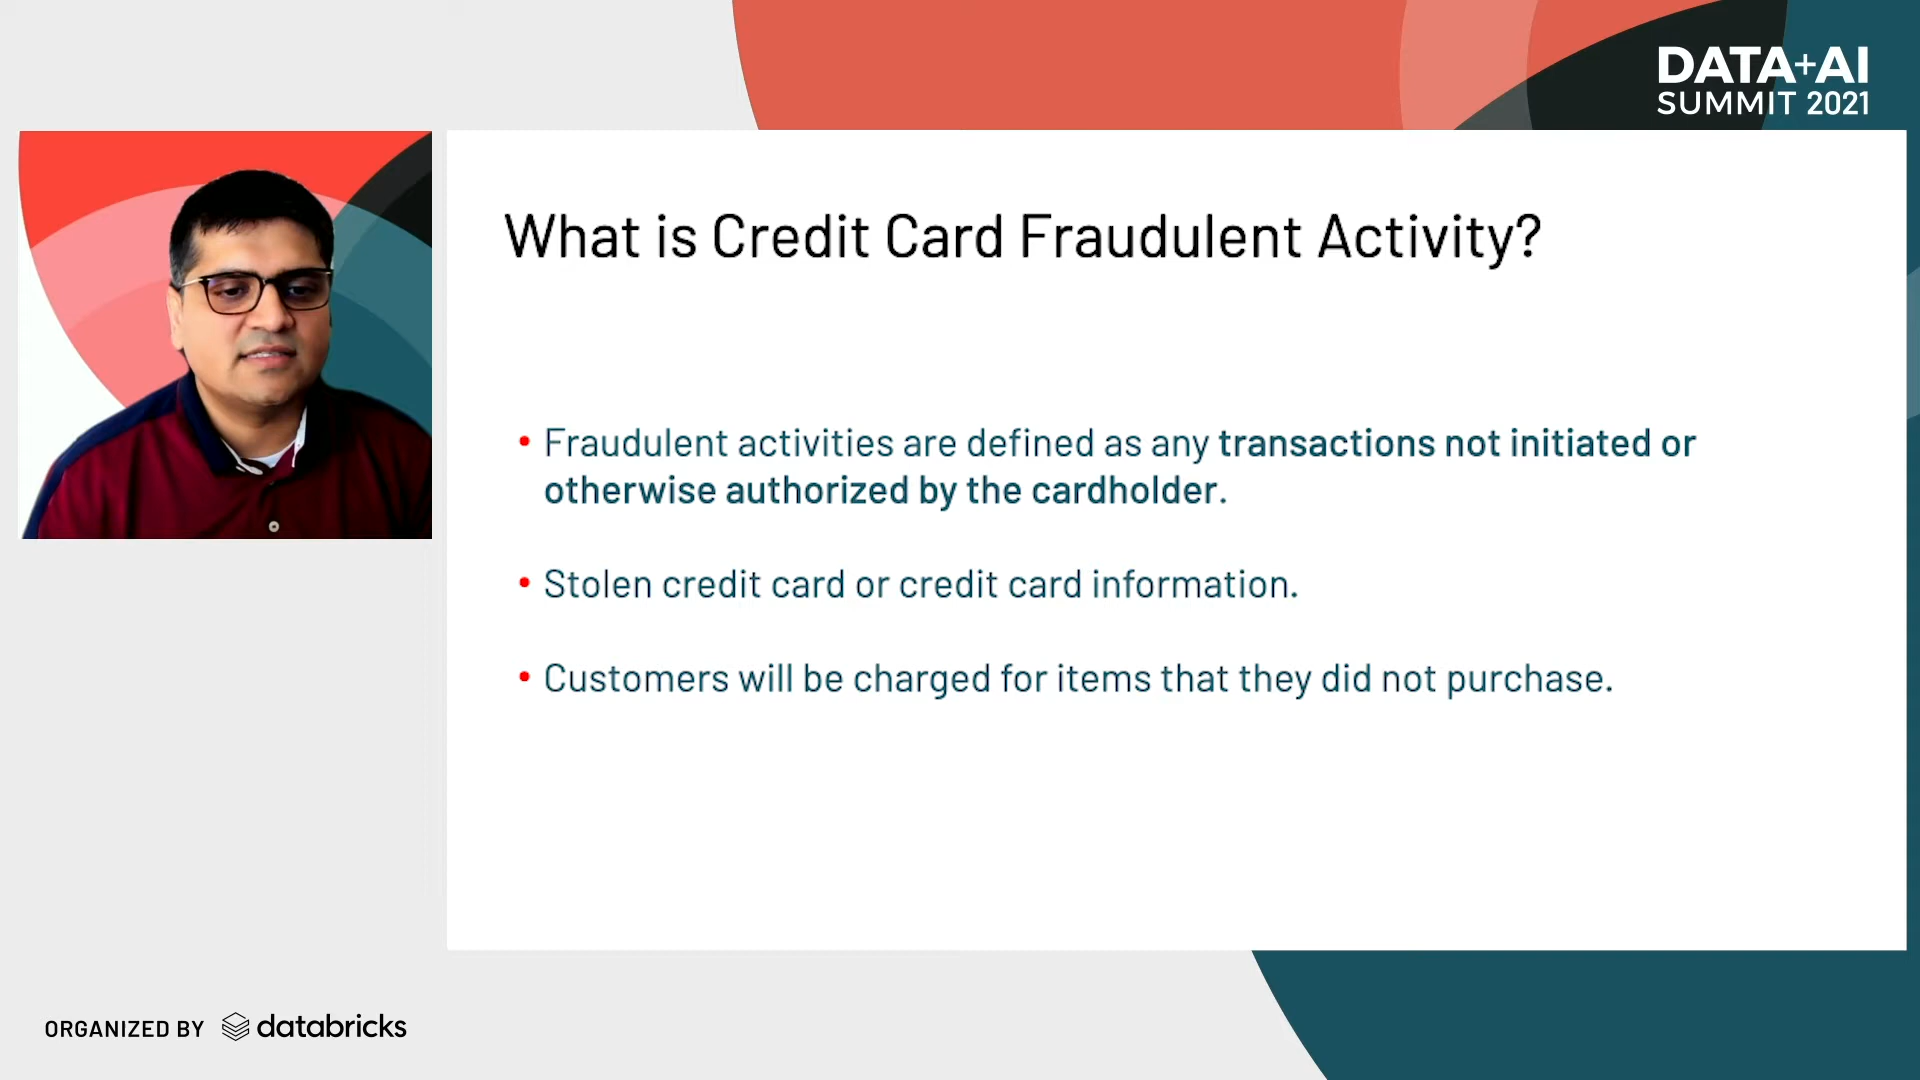 DATA+AI
SUMMIT 2021
What is Credit Card Fraudulent Activity?
• Fraudulent activities are defined as any transactions not initiated or
otherwise authorized by the cardholder.
• Stolen credit card or credit card information.
• Customers will be charged for items that they did not purchase.
ORGANIZED BY databricks